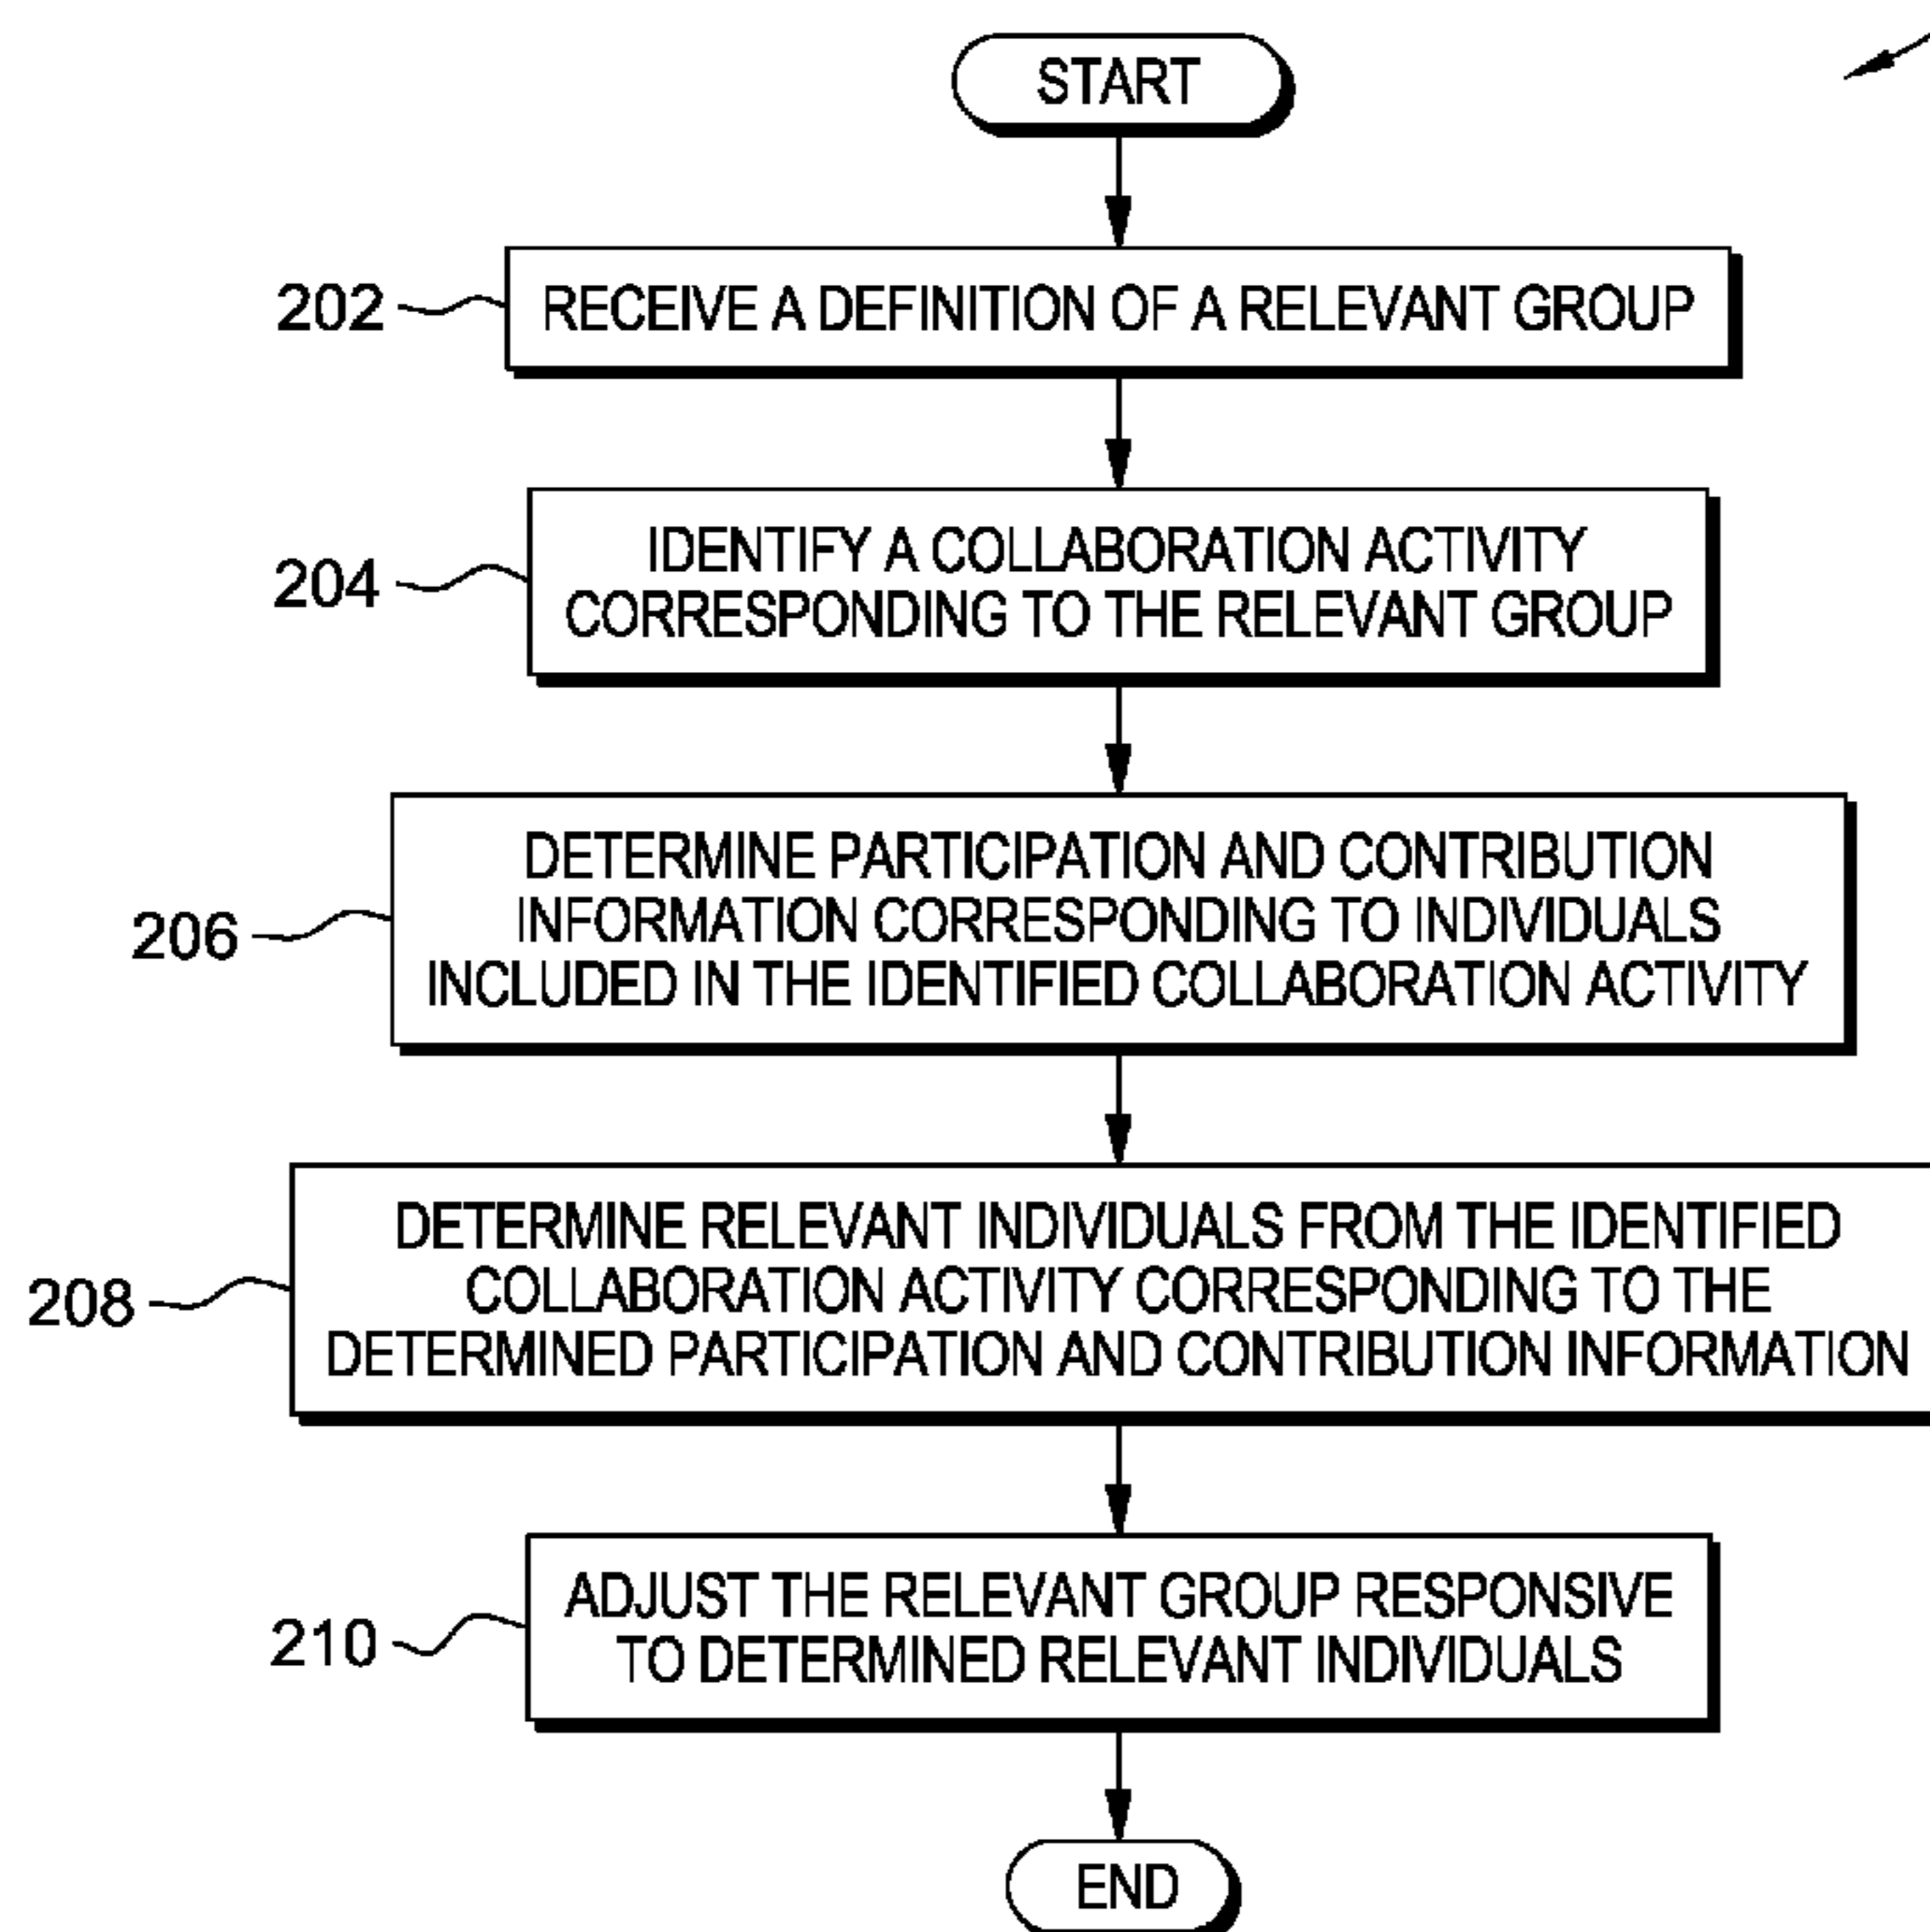 START
202
RECEIVE A DEFINITION OF A RELEVANT GROUP
204
IDENTIFY A COLLABORATION ACTIVITY
CORRESPONDING TO THE RELEVANT GROUP
206
DETERMINE PARTICIPATION AND CONTRIBUTION
INFORMATION CORRESPONDING TO INDIVIDUALS
INCLUDED IN THE IDENTIFIED COLLABORATION ACTIVITY
208
DETERMINE RELEVANT INDIVIDUALS FROM THE IDENTIFIED
COLLABORATION ACTIVITY CORRESPONDING TO THE
DETERMINED PARTICIPATION AND CONTRIBUTION INFORMATION
210
ADJUST THE RELEVANT GROUP RESPONSIVE
TO DETERMINED RELEVANT INDIVIDUALS
END